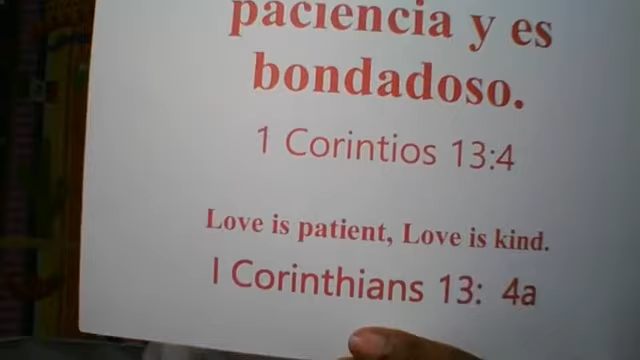 paciencia y es
bondadoso.
1 Corintios 13:4
Love is patient, Love is kind.
I Corinthians 13: 4a